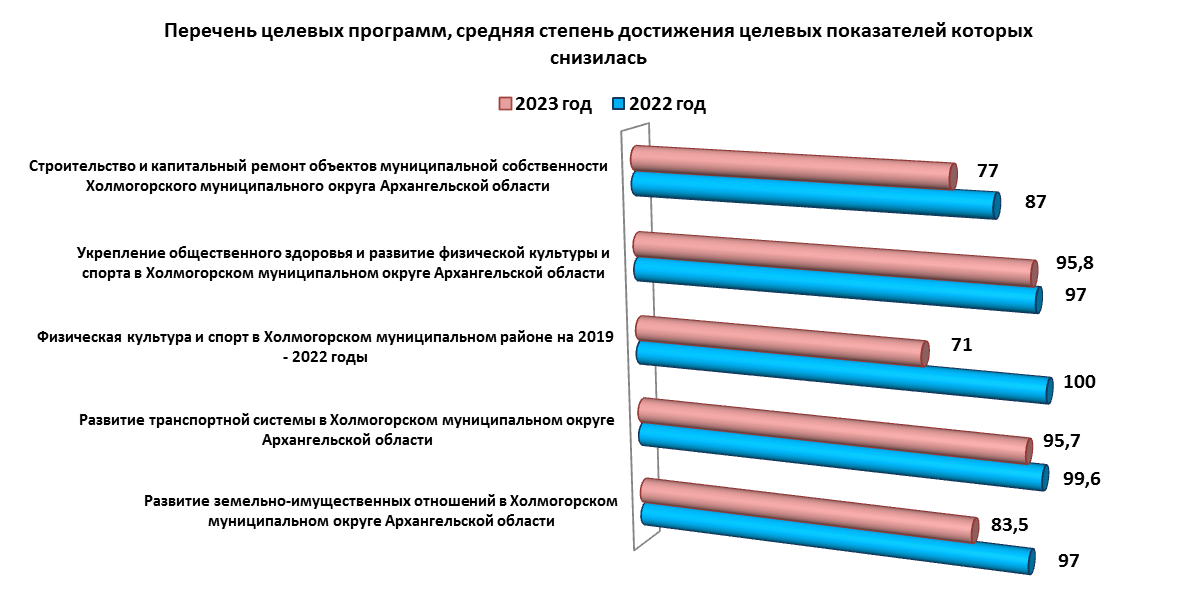 Перечень целевых программ, средняя степень достижения целевых показателей которых
снизилась
2023 год 2022 год
Строительство и капитальный ремонт объектов муниципальной собственности
Холмогорского муниципального округа Архангельской области
77
87
Укрепление общественного здоровья и развитие физической культуры и
спорта в Холмогорском муниципальном округе Архангельской области
95,8
97
Физическая культура и спорт в Холмогорском муниципальном районе на 2019
- 2022 годы
71
100
Развитие транспортной системы в Холмогорском муниципальном округе
Архангельской области
95,7
99,6
Развитие земельно-имущественных отношений в Холмогорском
муниципальном округе Архангельской области
83,5
97